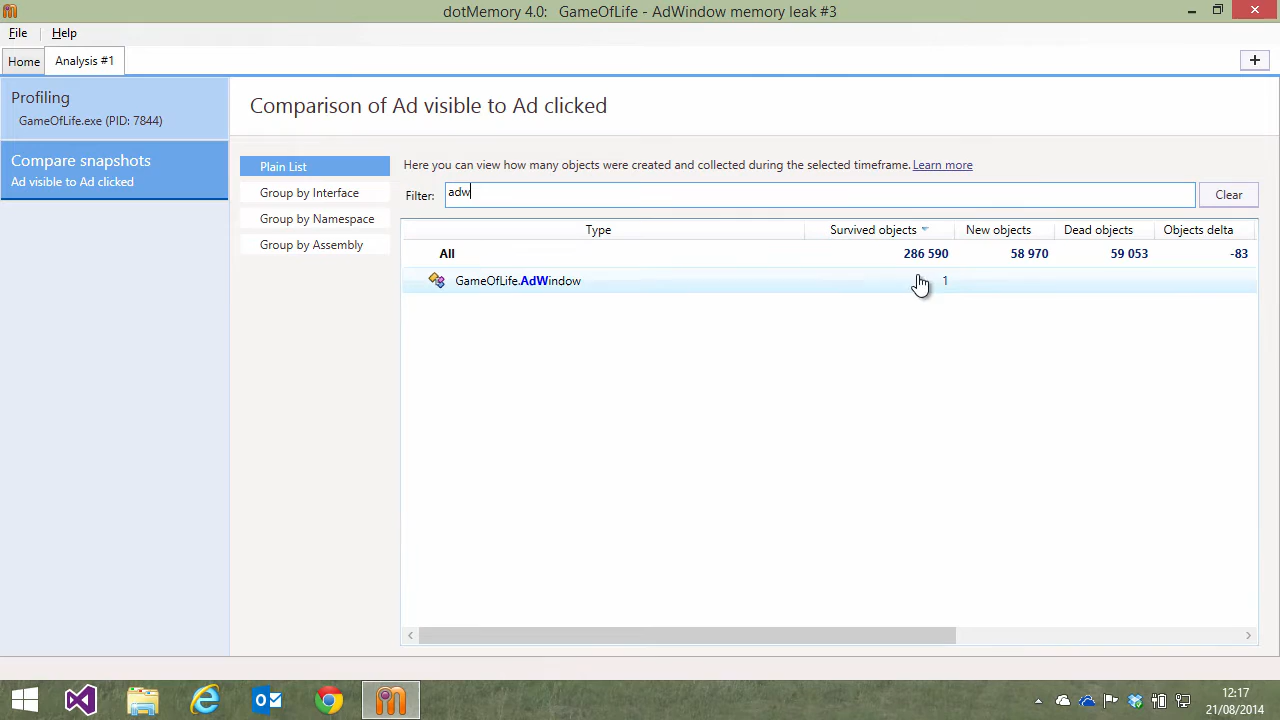 dotMemory 4.0: GameOfLife - AdWindow memory leak #3
File Help
Home Analysis #1
Profiling
GameOfLife.exe (PID: 7844)
Compare snapshots
Ad visible to Ad clicked
Comparison of Ad visible to Ad clicked
Plain List
Group by Interface
Group by Namespace
Group by Assembly
Here you can view how many objects were created and collected during the selected timeframe. Learn more
Filter: adw Clear
Type Survived objects New objects Dead objects Objects delta
All 286 590 58 970 59 053 -83
GameOfLife.AdWindow 1
12:17
21/08/2014